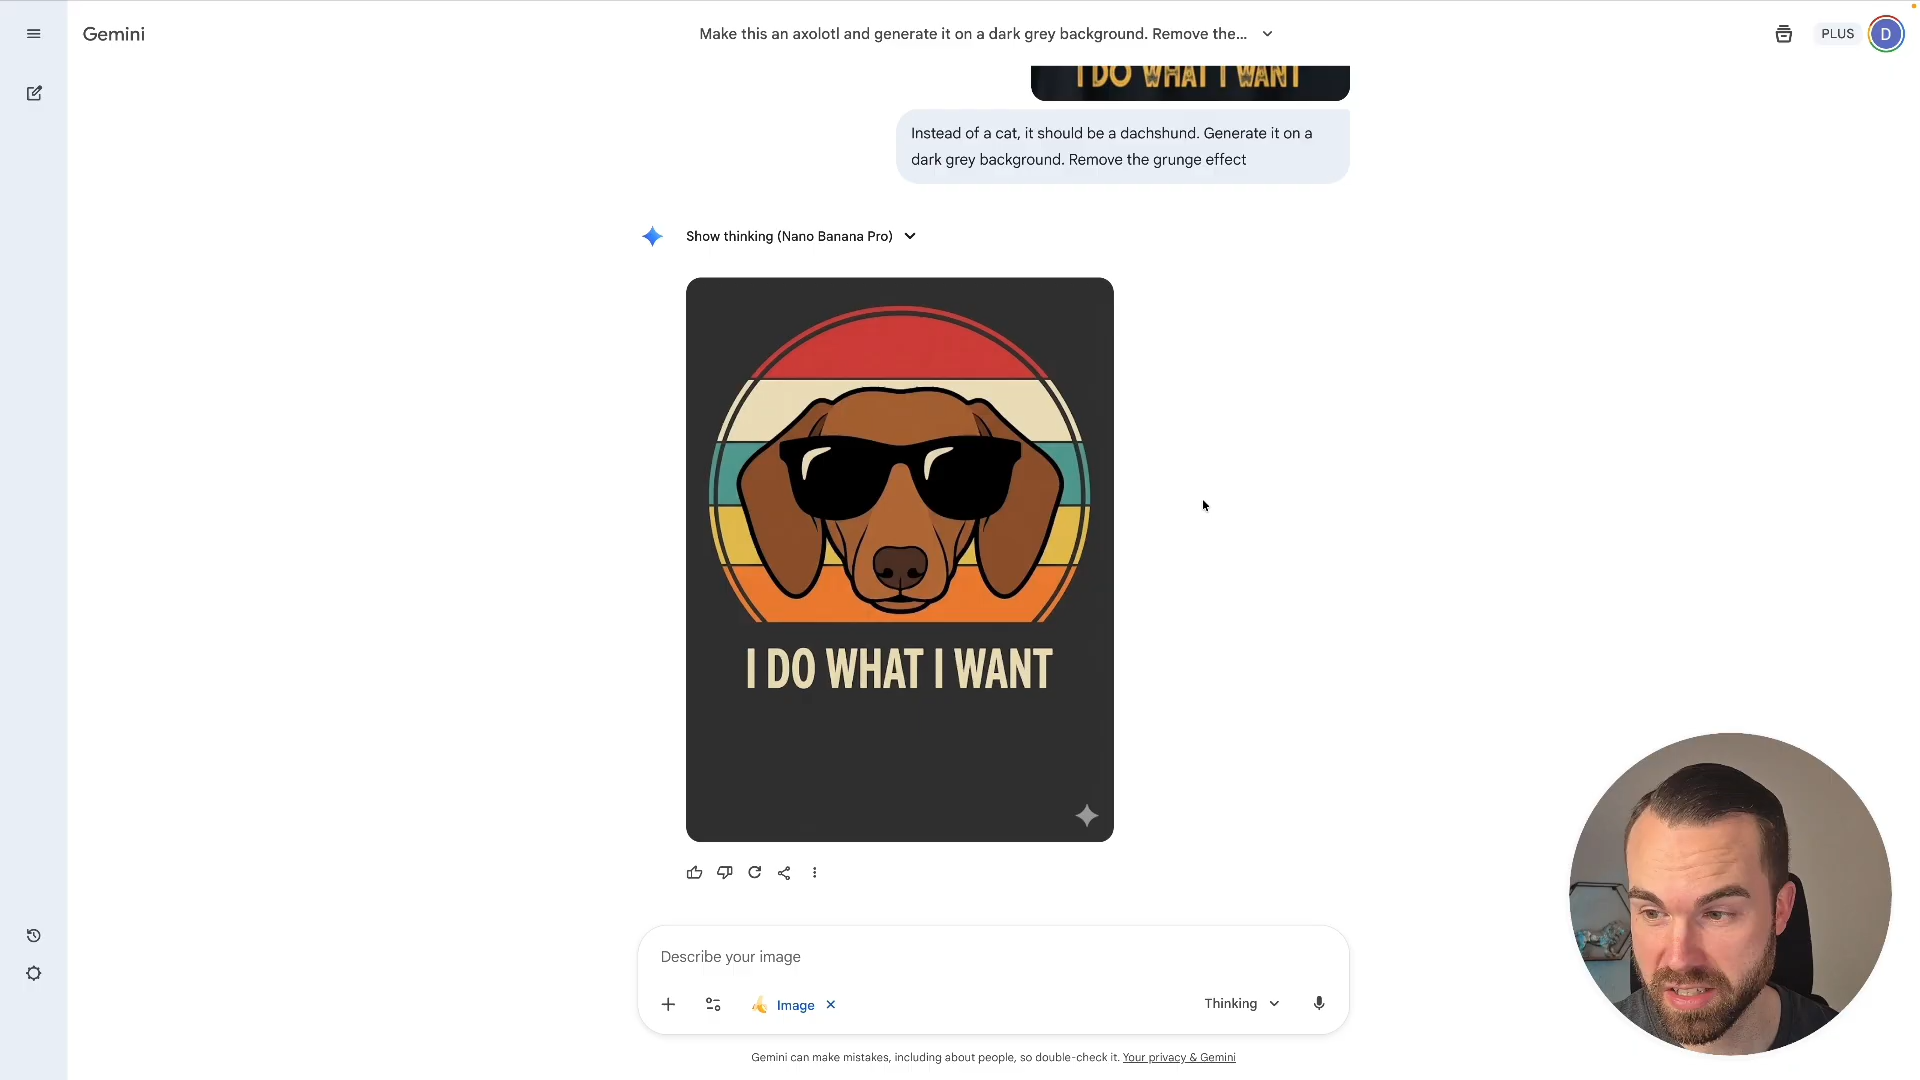 Gemini
Make this an axolotl and generate it on a dark grey background. Remove the...
PLUS
D
I DO WHAT I WANT
Instead of a cat, it should be a dachshund. Generate it on a
dark grey background. Remove the grunge effect
Show thinking (Nano Banana Pro)
I DO WHAT I WANT
Describe your image
Image
Thinking
Gemini can make mistakes, including about people, so double-check it. Your privacy & Gemini